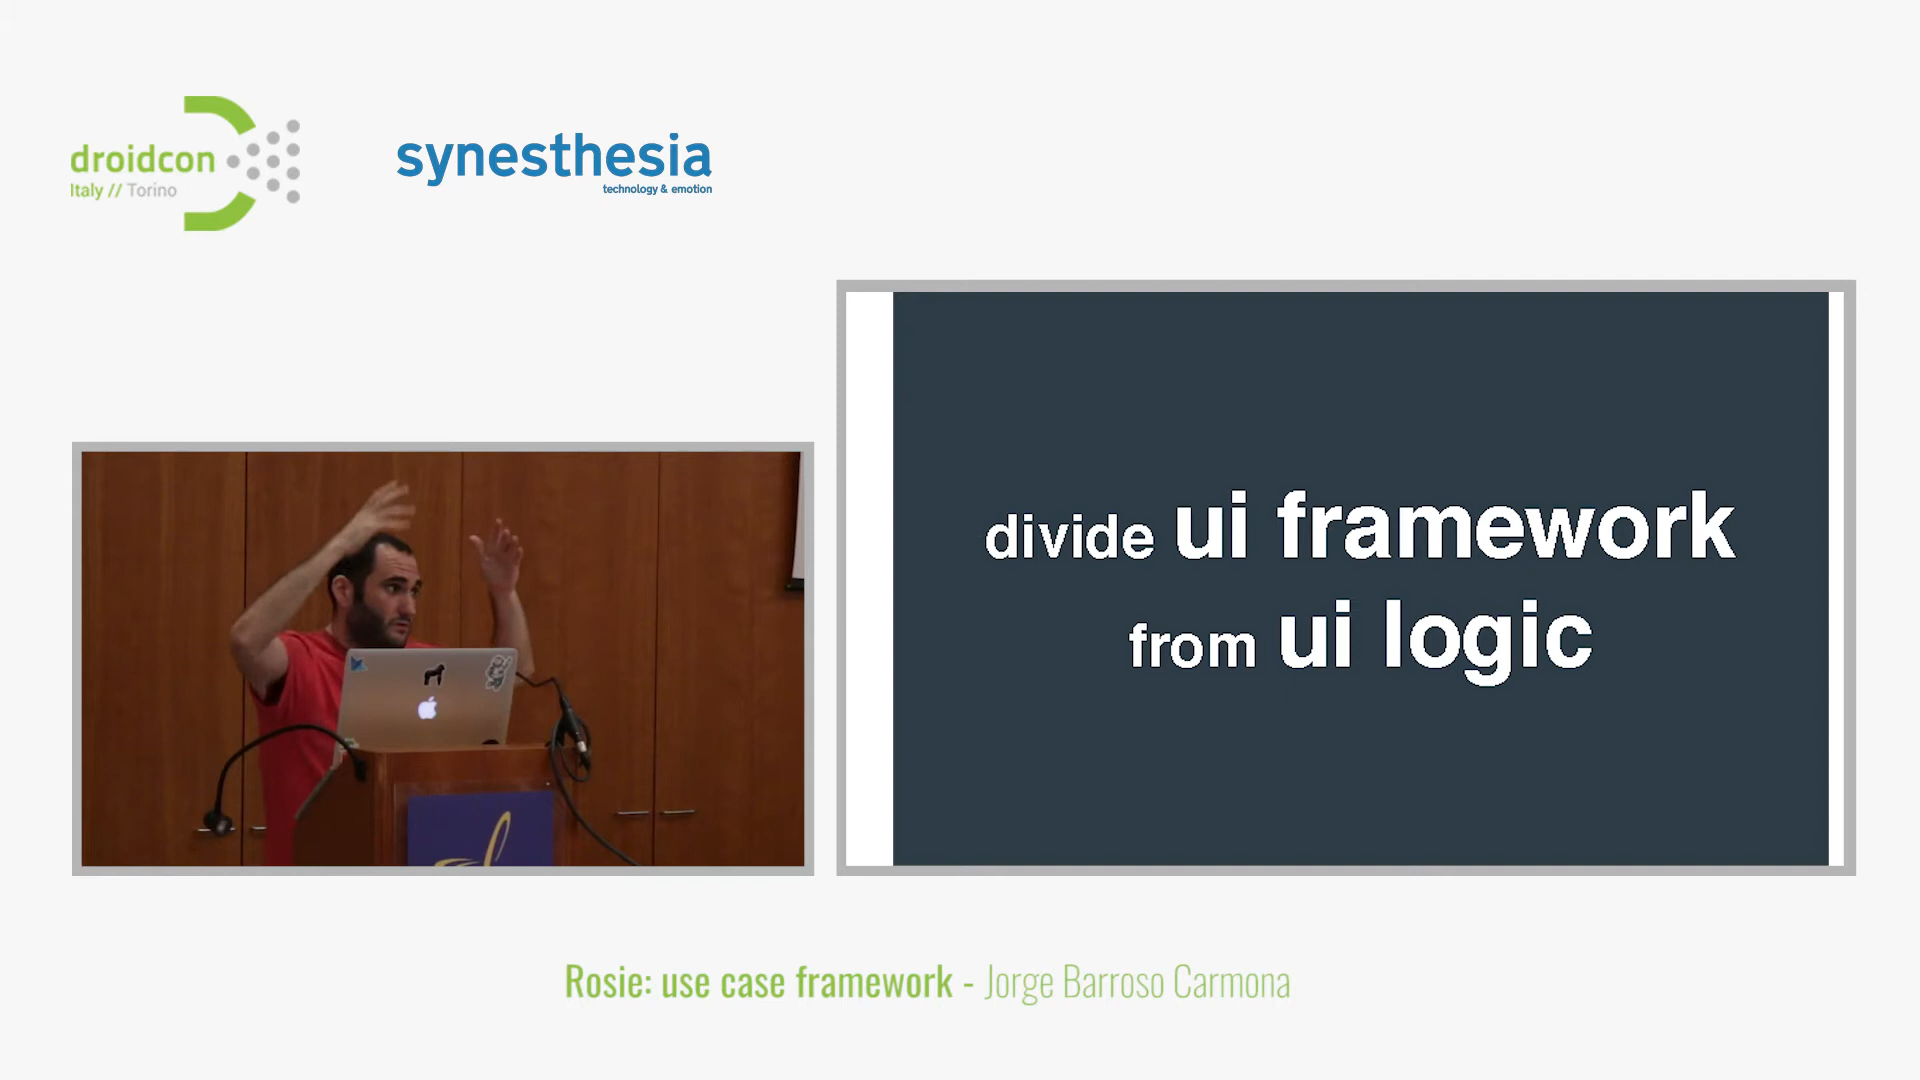 droidcon
Italy // Torino
synesthesia
technology & emotion
divide ui framework
from ui logic
Rosie: use case framework - Jorge Barroso Carmona